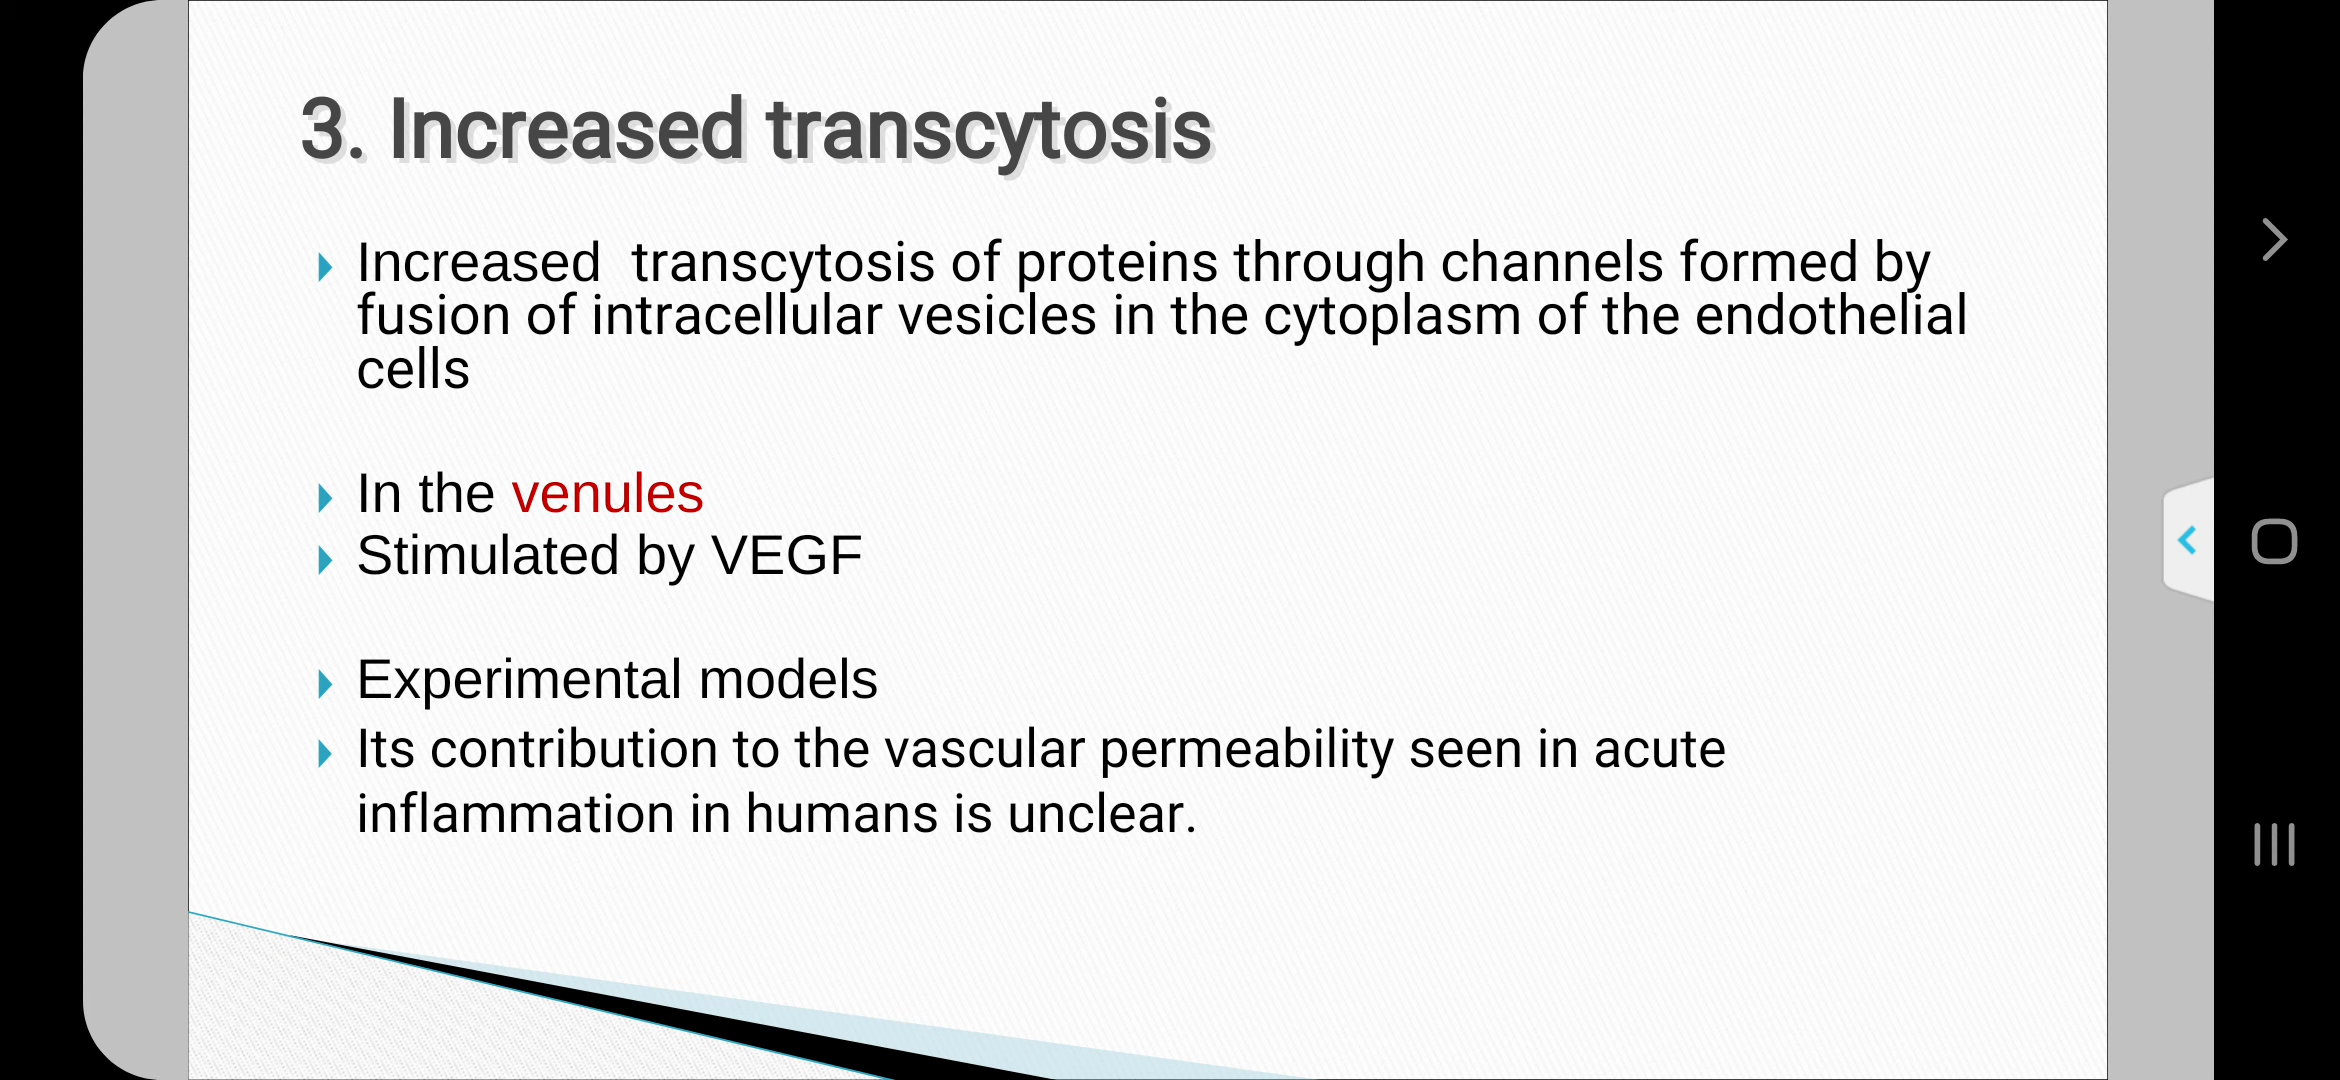 3. Increased transcytosis
Increased  transcytosis of proteins through channels formed by
fusion of intracellular vesicles in the cytoplasm of the endothelial
cells
In the venules
Stimulated by VEGF
Experimental models
Its contribution to the vascular permeability seen in acute
inflammation in humans is unclear.